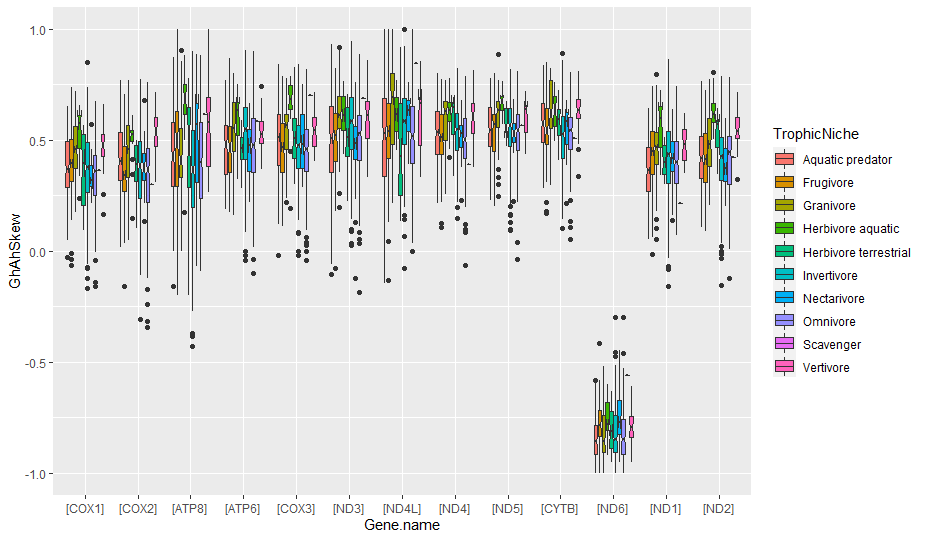 GhAhSkew
1.0
0.5
0.0
-0.5
-1.0
[COX1] [COX2] [ATP8] [ATP6] [COX3] [ND3] [ND4L] [ND4] [ND5] [CYTB] [ND6] [ND1] [ND2]
Gene.name
TrophicNiche
Aquatic predator
Frugivore
Granivore
Herbivore aquatic
Herbivore terrestrial
Invertivore
Nectarivore
Omnivore
Scavenger
Vertivore